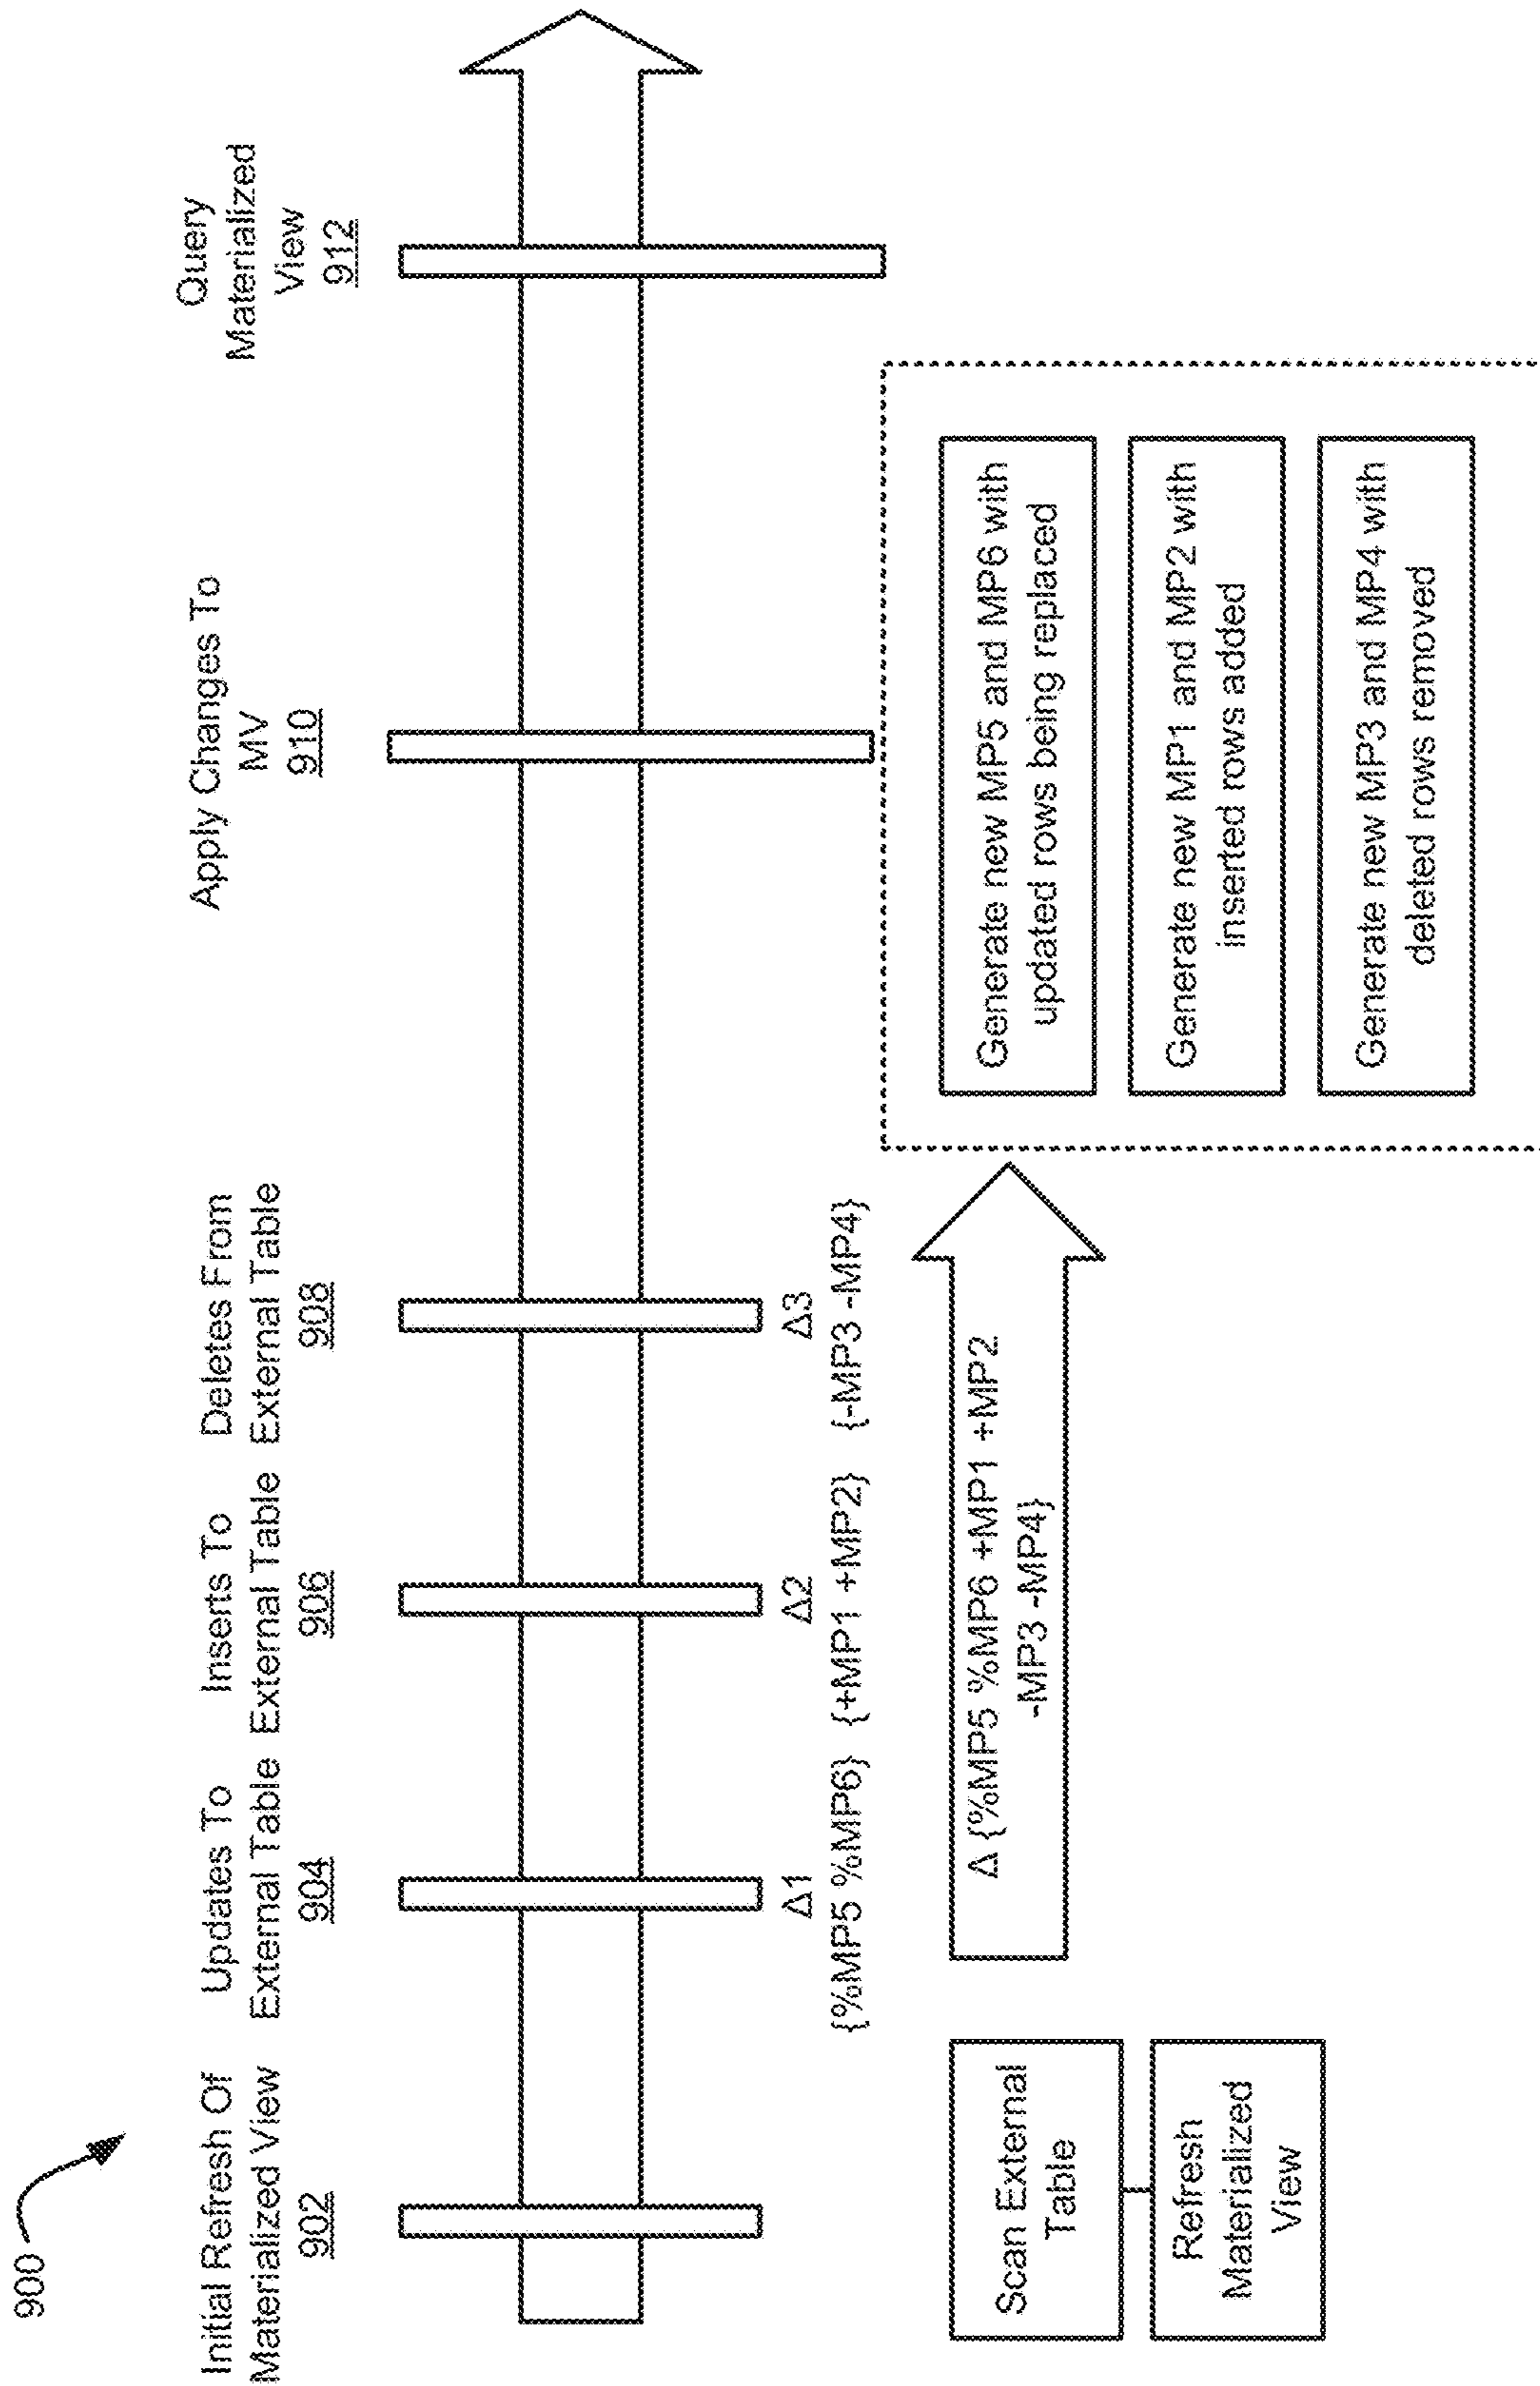 900
Initial Refresh Of
Materialized View
902
Updates To
External Table
904
Inserts To
External Table
906
Deletes From
External Table
908
Apply Changes To
MV
910
Query
Materialized
View
912
Δ1
{%MP5 %MP6}
Δ2
{+MP1 +MP2}
Δ3
{-MP3 -MP4}
Scan External
Table
Refresh
Materialized
View
Δ {%MP5 %MP6 +MP1 +MP2
-MP3 -MP4}
Generate new MP5 and MP6 with
updated rows being replaced
Generate new MP1 and MP2 with
inserted rows added
Generate new MP3 and MP4 with
deleted rows removed